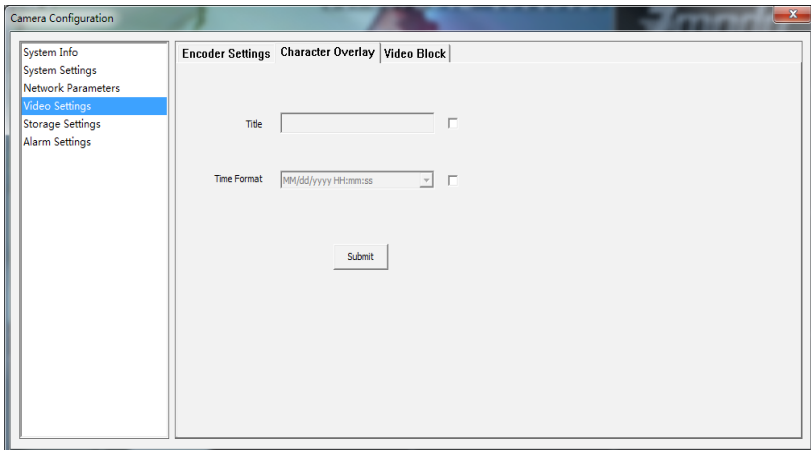 Camera Configuration
x
System Info
System Settings
Network Parameters
Video Settings
Storage Settings
Alarm Settings
Encoder Settings Character Overlay Video Block
Title
Time Format MM/dd/yyyy HH:mm:ss
Submit